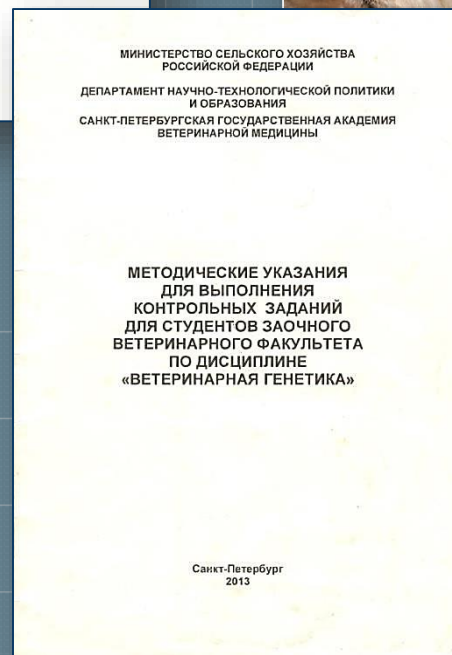 МИНИСТЕРСТВО СЕЛЬСКОГО ХОЗЯЙСТВА
РОССИЙСКОЙ ФЕДЕРАЦИИ
ДЕПАРТАМЕНТ НАУЧНО-ТЕХНОЛОГИЧЕСКОЙ ПОЛИТИКИ
И ОБРАЗОВАНИЯ
САНКТ-ПЕТЕРБУРГСКАЯ ГОСУДАРСТВЕННАЯ АКАДЕМИЯ
ВЕТЕРИНАРНОЙ МЕДИЦИНЫ
МЕТОДИЧЕСКИЕ УКАЗАНИЯ
ДЛЯ ВЫПОЛНЕНИЯ
КОНТРОЛЬНЫХ ЗАДАНИЙ
ДЛЯ СТУДЕНТОВ ЗАОЧНОГО
ВЕТЕРИНАРНОГО ФАКУЛЬТЕТА
ПО ДИСЦИПЛИНЕ
«ВЕТЕРИНАРНАЯ ГЕНЕТИКА»
Санкт-Петербург
2013